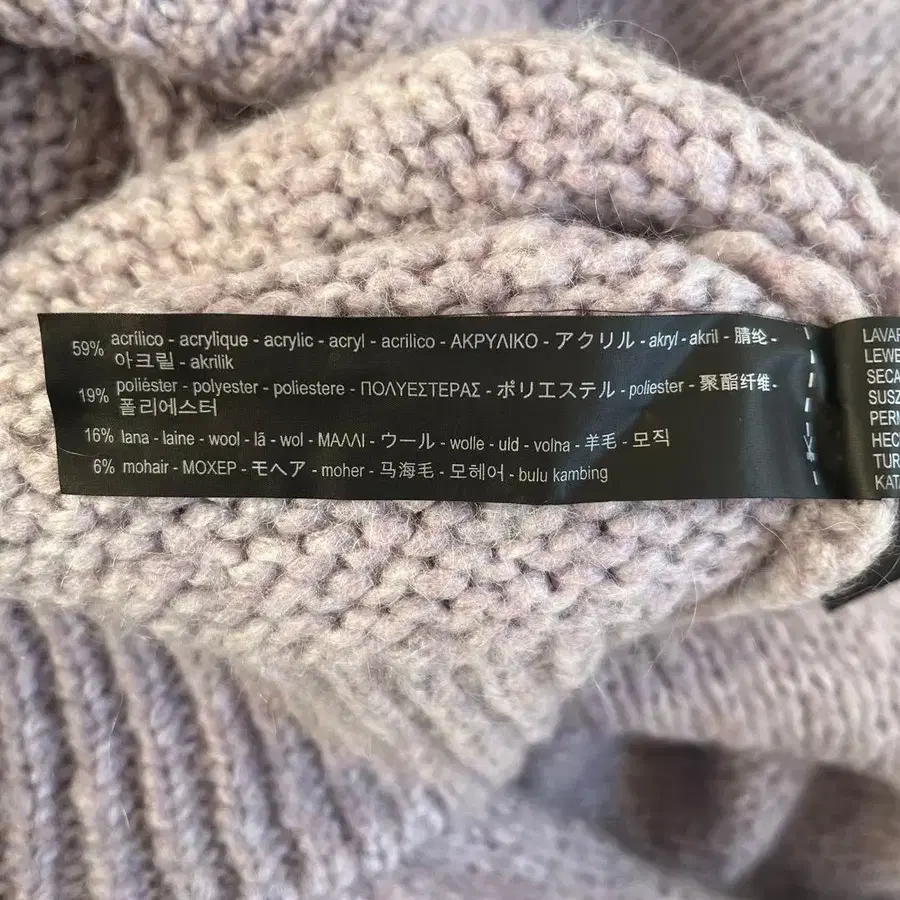 59% acrílico - acrylique - acrylic - acryl - acrilico - ΑΚΡΥΛΙΚΟ - アクリル - akryl - akril - 腈纶 -
아크릴 - akrilik
19% poliéster - polyester - poliestere - ΠΟΛΥΕΣΤΕΡΑΣ - ポリエステル - poliester - 聚酯纤维 -
폴리에스터
16% lana - laine - wool - lã - wol - ΜΑΛΛΙ - ウール - wolle - uld - volha - 羊毛 - 모직
6% mohair - ΜΟΧΕΡ - モヘア - moher - 马海毛 - 모헤어 - bulu kambing
LAVAR
LEWE
SECA
SUSZ
PERM
HEC
TUR
KATA